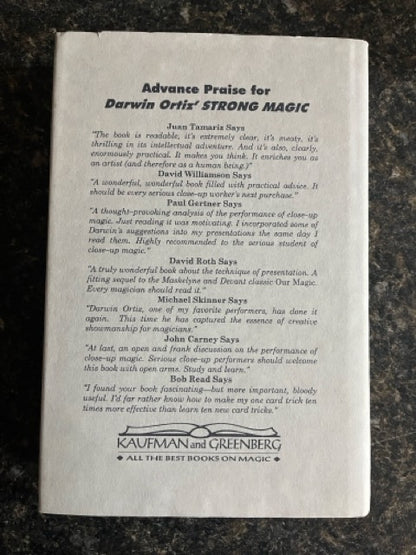 Advance Praise for
Darwin Ortiz' STRONG MAGIC
Juan Tamariz Says
"The book is readable, it's extremely clear, it's meaty, it's
thrilling in its intellectual adventure. And it's also, clearly,
enormously practical. It makes you think. It enriches you as
an artist (and therefore as a human being.)"
David Williamson Says
"A wonderful, wonderful book filled with practical advice. It
should be every serious close-up worker's next purchase."
Paul Gertner Says
"A thought-provoking analysis of the performance of close-up
magic. Just reading it was motivating. I incorporated some of
Darwin's suggestions into my presentations the same day I
read them. Highly recommended to the serious student of
close-up magic."
David Roth Says
"A truly wonderful book about the technique of presentation. A
fitting sequel to the Maskelyne and Devant classic Our Magic.
Every magician should read it."
Michael Skinner Says
"Darwin Ortiz, one of my favorite performers, has done it
again. This time he has captured the essence of creative
showmanship for magicians."
John Carney Says
"At last, an open and frank discussion on the performance of
close-up magic. Serious close-up performers should welcome
this book with open arms. Study and learn."
Bob Read Says
"I found your book fascinating—but more important, bloody
useful. I'd far rather know how to make my one card trick ten
times more effective than learn ten new card tricks."
KAUFMAN and GREENBERG
◆ ALL THE BEST BOOKS ON MAGIC ◆